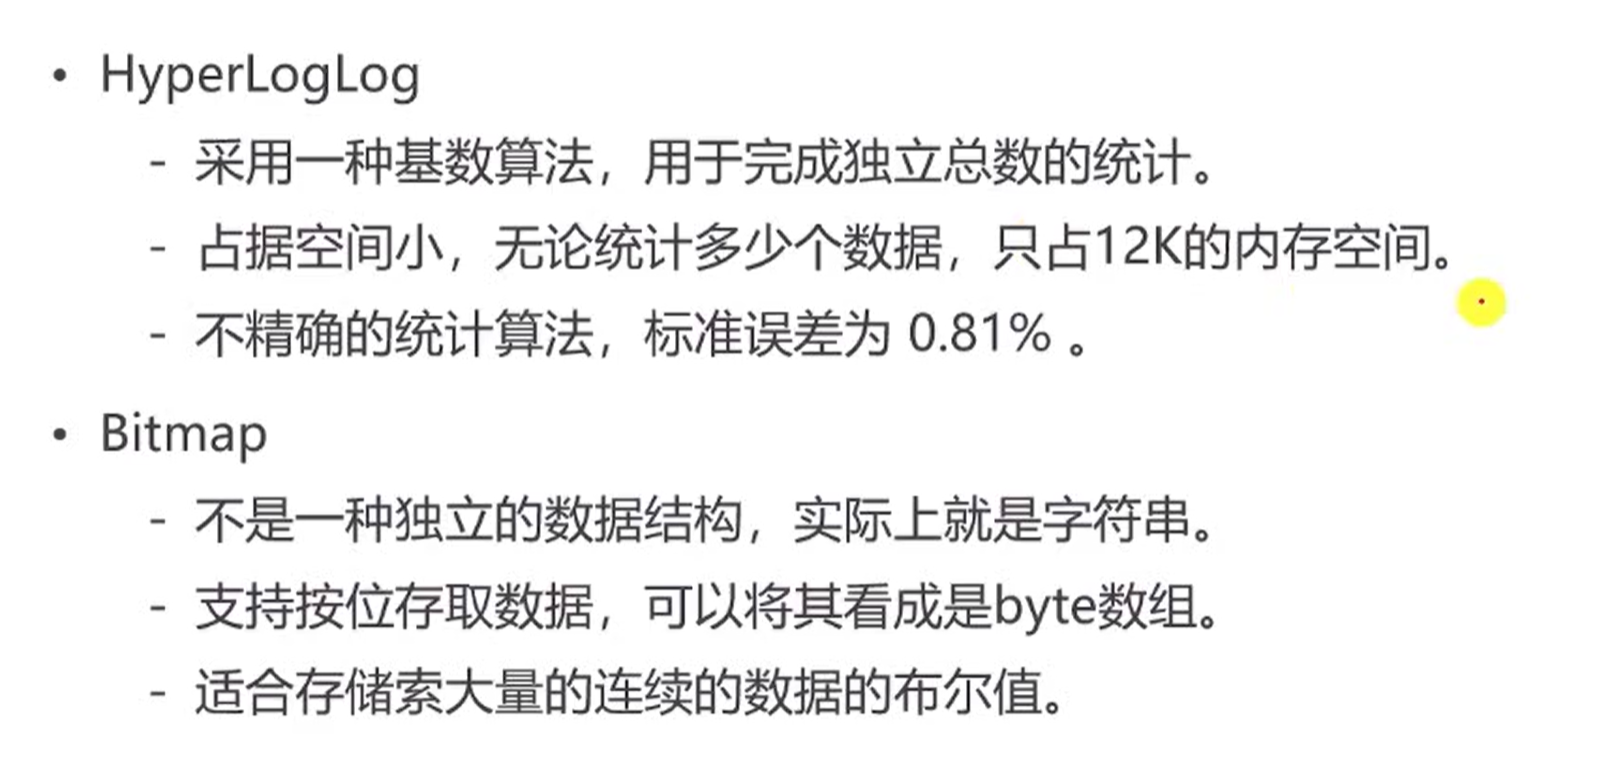 • HyperLogLog
- 采用一种基数算法，用于完成独立总数的统计。
- 占据空间小，无论统计多少个数据，只占12K的内存空间。
- 不精确的统计算法，标准误差为 0.81% 。
• Bitmap
- 不是一种独立的数据结构，实际上就是字符串。
- 支持按位存取数据，可以将其看成是byte数组。
- 适合存储索大量的连续的数据的布尔值。